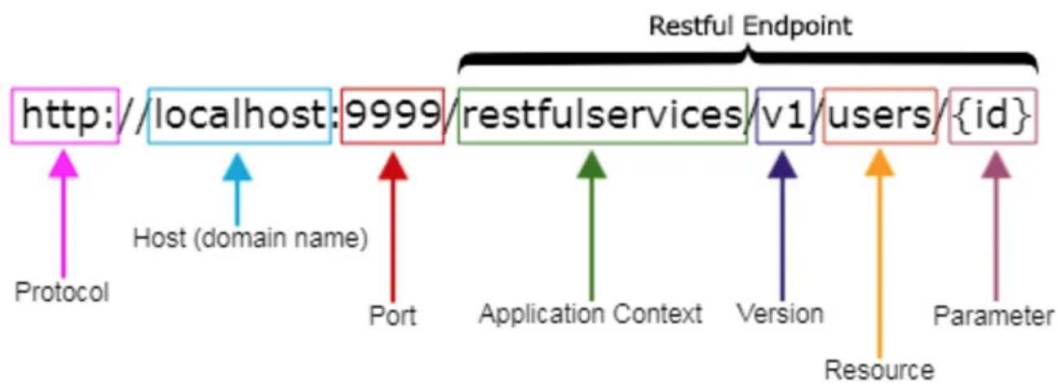 Restful Endpoint
http://localhost:9999/restfulservices/v1/users/{id}
Host (domain name)
Protocol
Port
Application Context
Version
Parameter
Resource